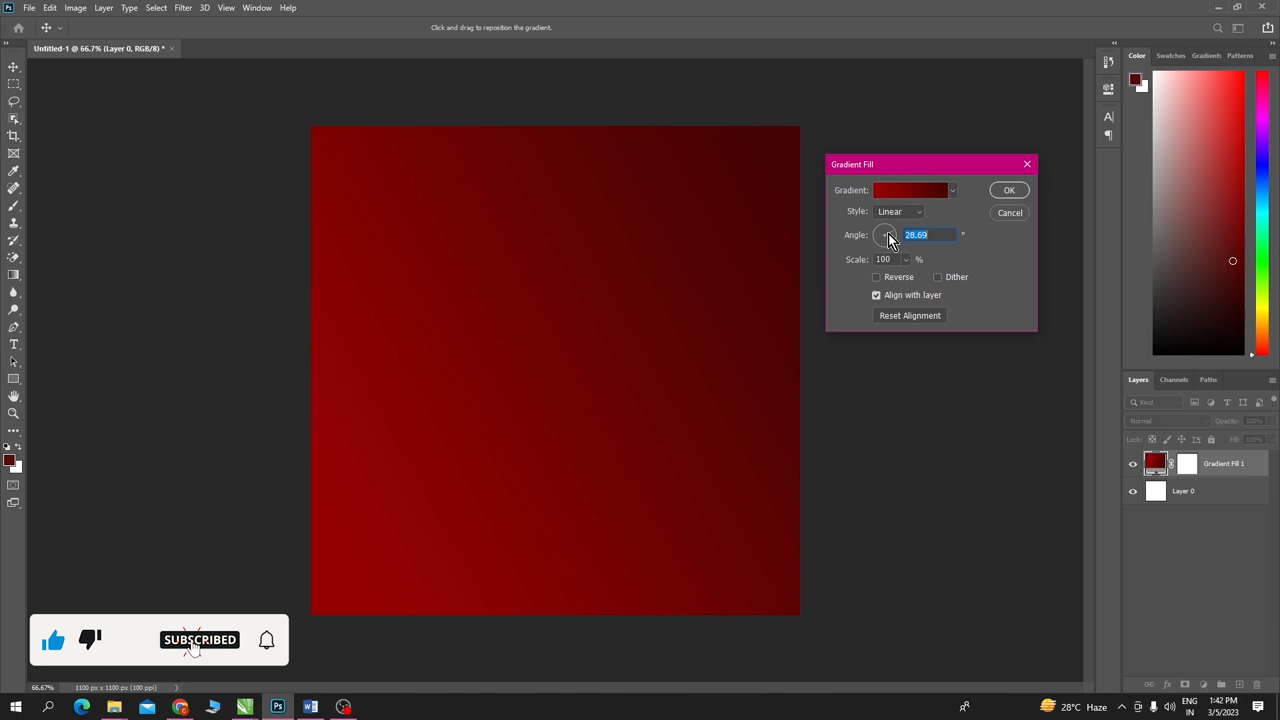 Ps File Edit Image Layer Type Select Filter 3D View Window Help
Click and drag to reposition the gradient.
Untitled-1 @ 66.7% (Layer 0, RGB/8) * ×
Color Swatches Gradients Patterns
Gradient Fill
Gradient: OK
Style: Linear Cancel
Angle: 28.69 °
Scale: 100 %
Reverse Dither
Align with layer
Reset Alignment
Layers Channels Paths
Kind
Normal Opacity: 100%
Lock: Fill: 100%
Gradient Fill 1
Layer 0
SUBSCRIBED
66.67% 1100 px x 1100 px (100 ppi)
28°C Haze
ENG
IN
1:42 PM
3/5/2023